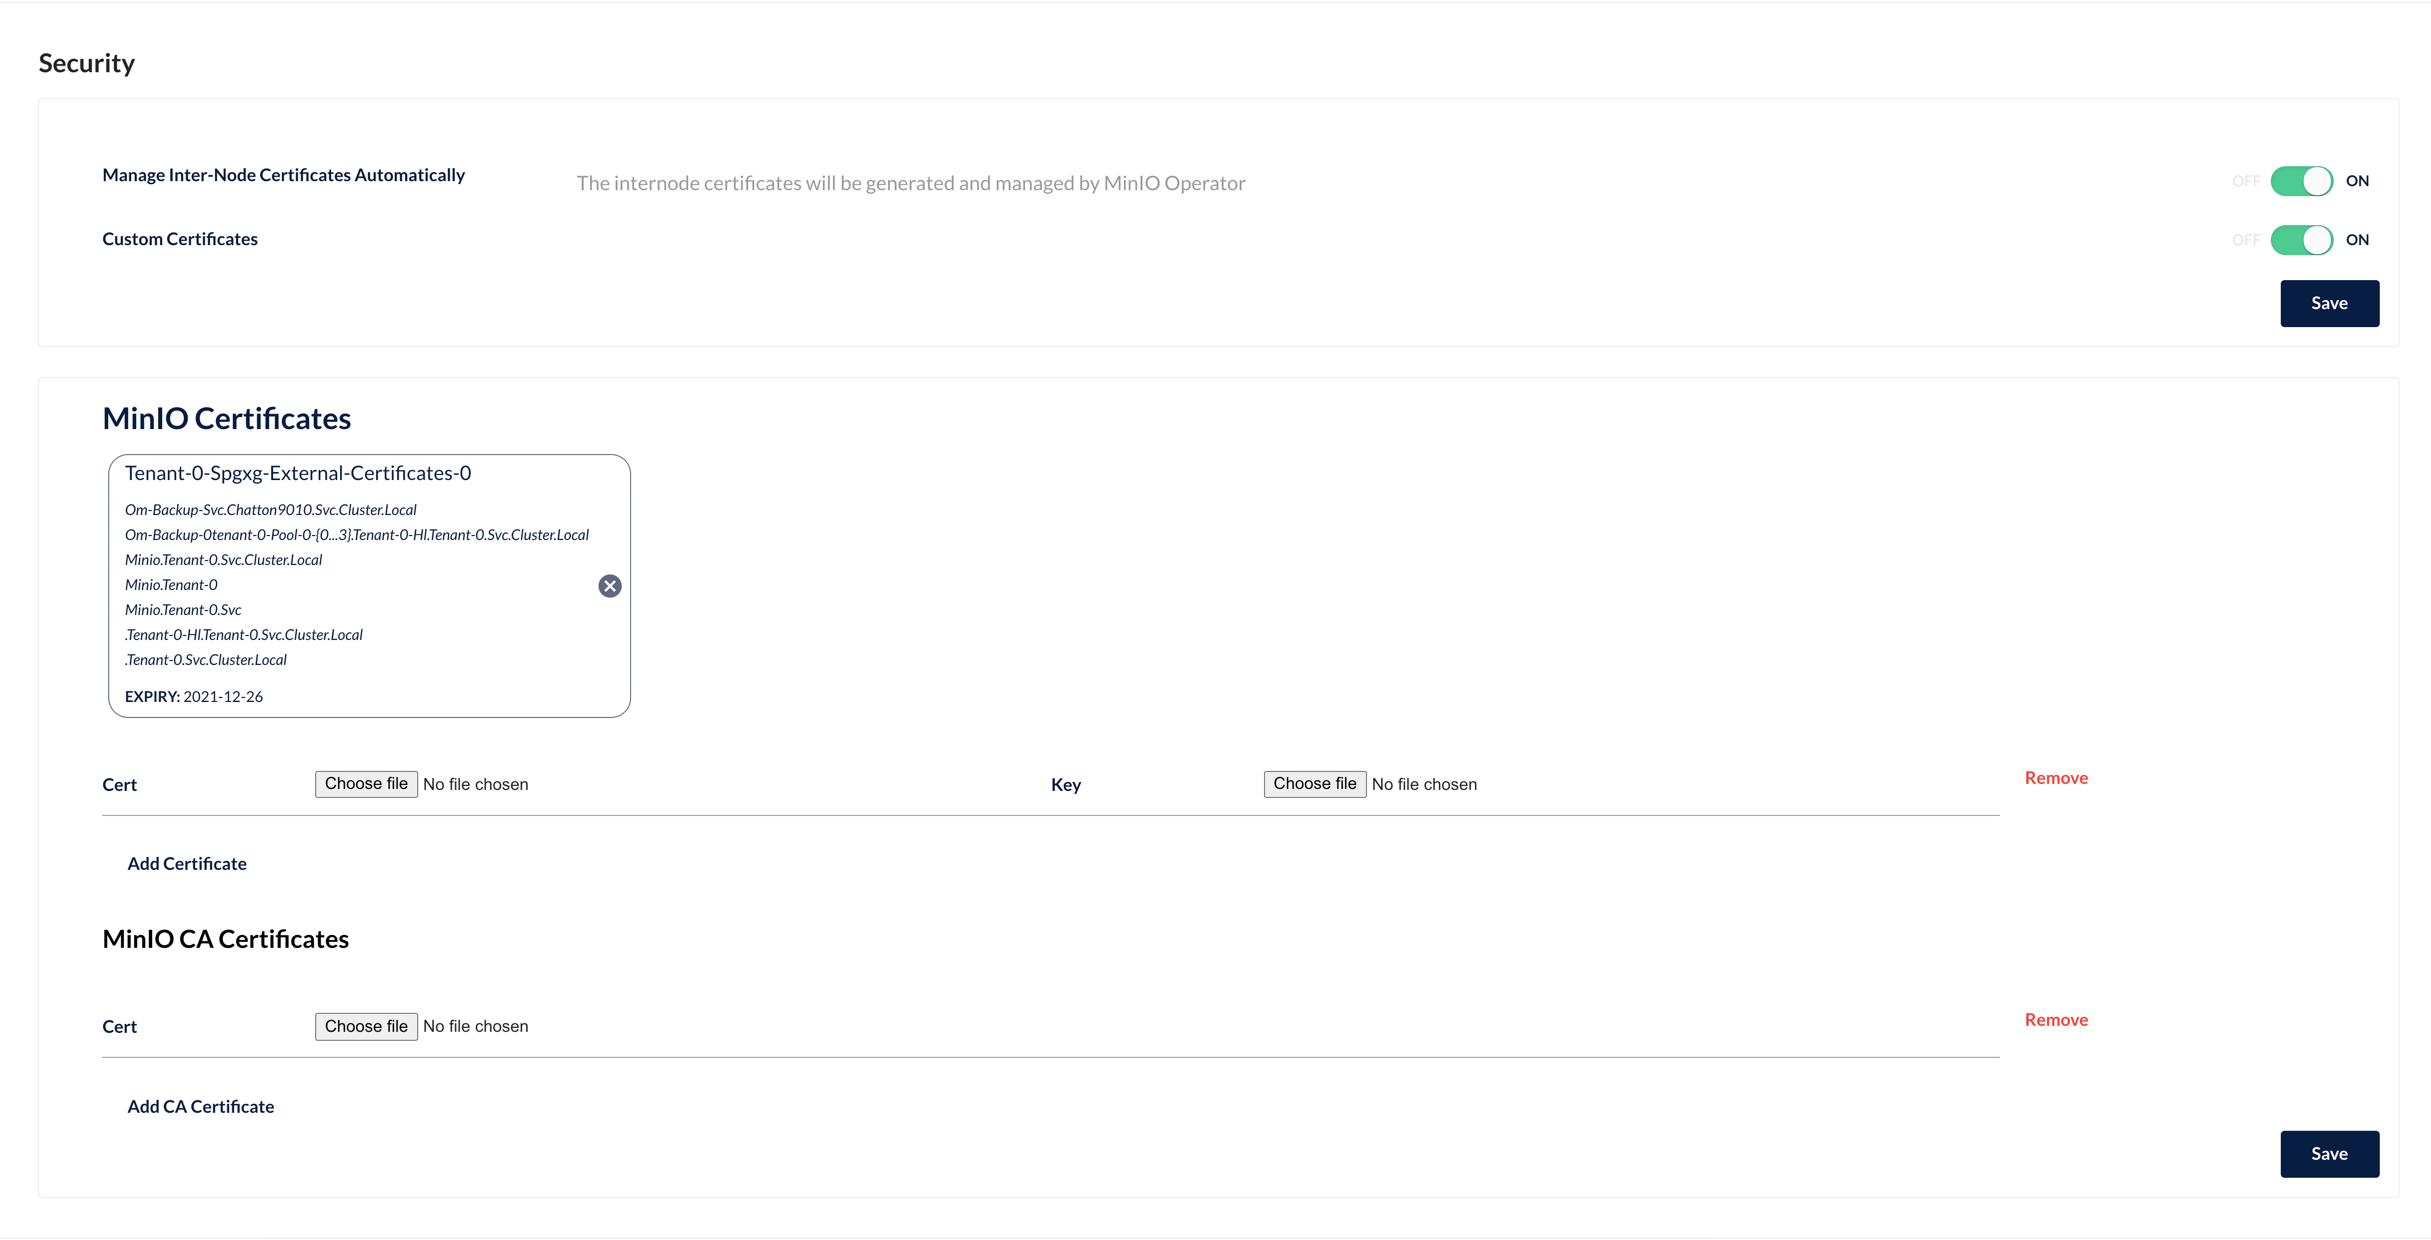 Security
Manage Inter-Node Certificates Automatically
The internode certificates will be generated and managed by MinIO Operator
OFF ON
Custom Certificates
OFF ON
Save
MinIO Certificates
Tenant-0-Spgxg-External-Certificates-0
Om-Backup-Svc.Chatton9010.Svc.Cluster.Local
Om-Backup-0tenant-0-Pool-0-{0...3}.Tenant-0-Hl.Tenant-0.Svc.Cluster.Local
Minio.Tenant-0.Svc.Cluster.Local
Minio.Tenant-0
Minio.Tenant-0.Svc
.Tenant-0-Hl.Tenant-0.Svc.Cluster.Local
.Tenant-0.Svc.Cluster.Local
EXPIRY: 2021-12-26
Cert Choose file No file chosen Key Choose file No file chosen Remove
Add Certificate
MinIO CA Certificates
Cert Choose file No file chosen Remove
Add CA Certificate
Save